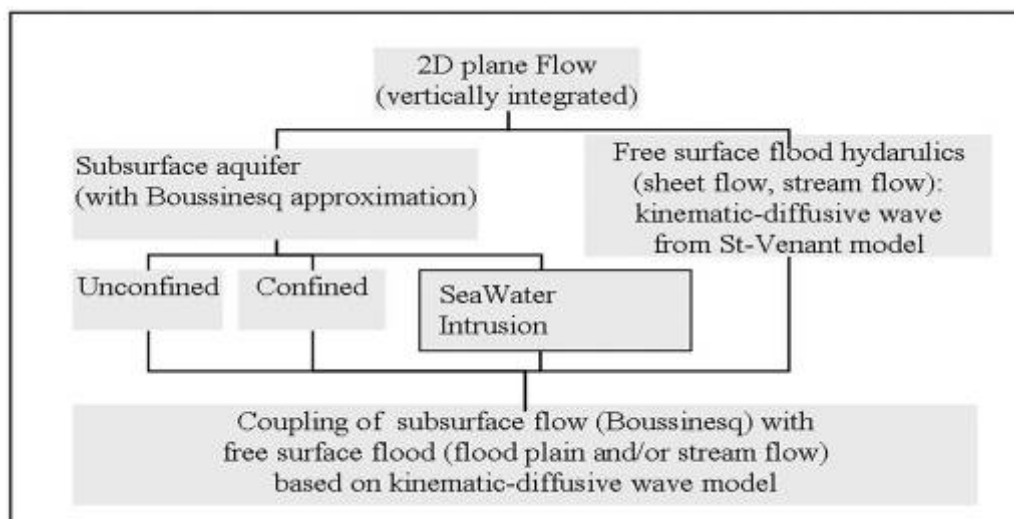 2D plane Flow
(vertically integrated)
Subsurface aquifer
(with Boussinesq approximation)
Free surface flood hydarulics
(sheet flow, stream flow):
kinematic-diffusive wave
from St-Venant model
Unconfined
Confined
SeaWater
Intrusion
Coupling of subsurface flow (Boussinesq) with
free surface flood (flood plain and/or stream flow)
based on kinematic-diffusive wave model